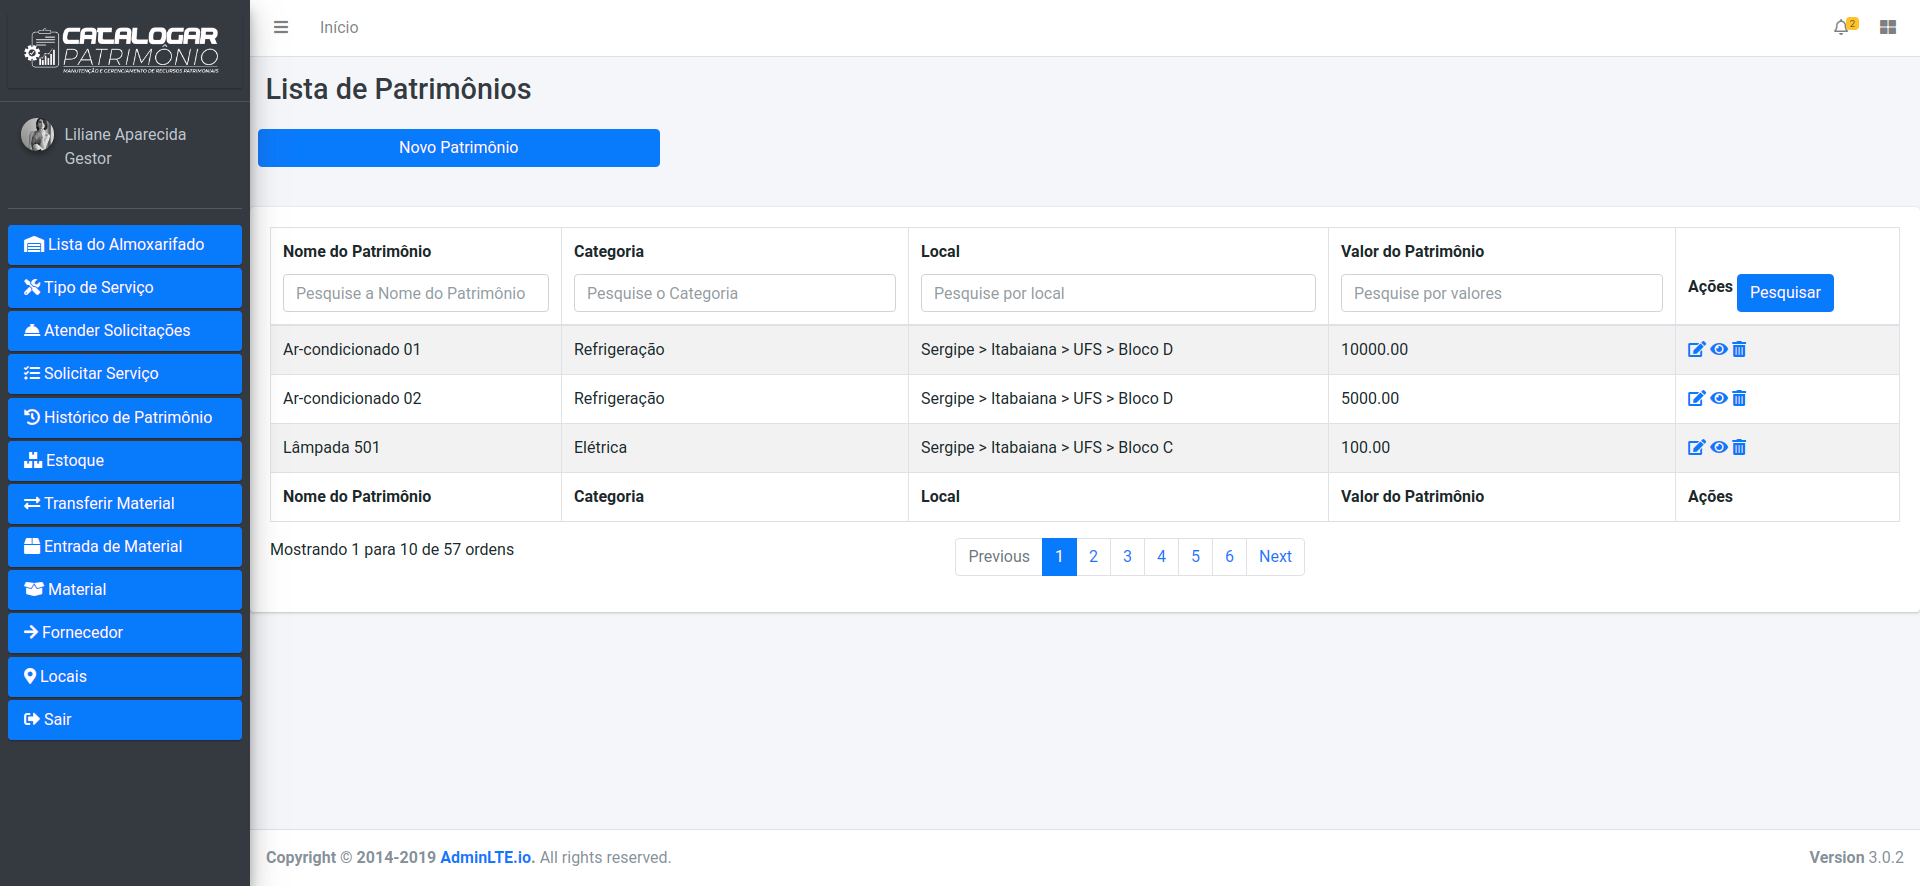 CATALOGAR
PATRIMÔNIO
MANUTENÇÃO E GERENCIAMENTO DE RECURSOS PATRIMONIAIS
Liliane Aparecida
Gestor
Lista do Almoxarifado
Tipo de Serviço
Atender Solicitações
Solicitar Serviço
Histórico de Patrimônio
Estoque
Transferir Material
Entrada de Material
Material
Fornecedor
Locais
Sair
Início 2
Lista de Patrimônios
Novo Patrimônio
Nome do Patrimônio Categoria Local Valor do Patrimônio
Pesquise a Nome do Patrimônio Pesquise o Categoria Pesquise por local Pesquise por valores Ações Pesquisar
Ar-condicionado 01 Refrigeração Sergipe > Itabaiana > UFS > Bloco D 10000.00
Ar-condicionado 02 Refrigeração Sergipe > Itabaiana > UFS > Bloco D 5000.00
Lâmpada 501 Elétrica Sergipe > Itabaiana > UFS > Bloco C 100.00
Nome do Patrimônio Categoria Local Valor do Patrimônio Ações
Mostrando 1 para 10 de 57 ordens Previous 1 2 3 4 5 6 Next
Copyright © 2014-2019 AdminLTE.io. All rights reserved. Version 3.0.2